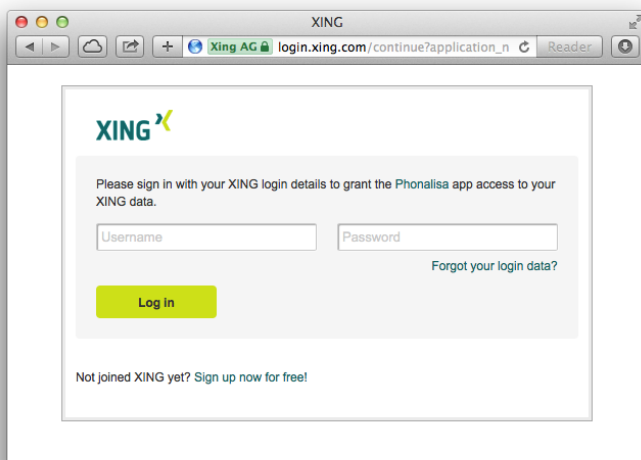 XING
Xing AG login.xing.com/continue?application_n Reader
XING
Please sign in with your XING login details to grant the Phonalisa app access to your
XING data.
Username Password
Forgot your login data?
Log in
Not joined XING yet? Sign up now for free!